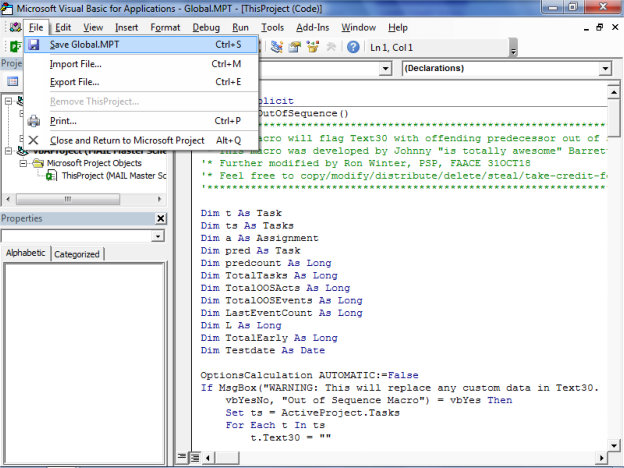 Microsoft Visual Basic for Applications - Global.MPT - [ThisProject (Code)]
File Edit View Insert Format Debug Run Tools Add-Ins Window Help
Ln 1, Col 1
Save Global.MPT Ctrl+S
Import File... Ctrl+M
Export File... Ctrl+E
Remove ThisProject...
Print... Ctrl+P
Close and Return to Microsoft Project Alt+Q
Proje
(Declarations)
plicit
OutOfSequence()
'*****************************************************
acro will flag Text30 with offending predecessor out of
This macro was developed by Johnny "is totally awesome" Barret
'* Further modified by Ron Winter, PSP, FAACE 31OCT18
'* Feel free to copy/modify/distribute/delete/steal/take-credit-f
'*****************************************************
VBAProject (MAIL Master Sche
Microsoft Project Objects
ThisProject (MAIL Master Sc
Properties
Alphabetic Categorized
Dim t As Task
Dim ts As Tasks
Dim a As Assignment
Dim pred As Task
Dim predcount As Long
Dim TotalTasks As Long
Dim TotalOOSActs As Long
Dim TotalOOSEvents As Long
Dim LastEventCount As Long
Dim L As Long
Dim TotalEarly As Long
Dim Testdate As Date
OptionsCalculation AUTOMATIC:=False
If MsgBox("WARNING: This will replace any custom data in Text30.
vbYesNo, "Out of Sequence Macro") = vbYes Then
Set ts = ActiveProject.Tasks
For Each t In ts
t.Text30 = ""